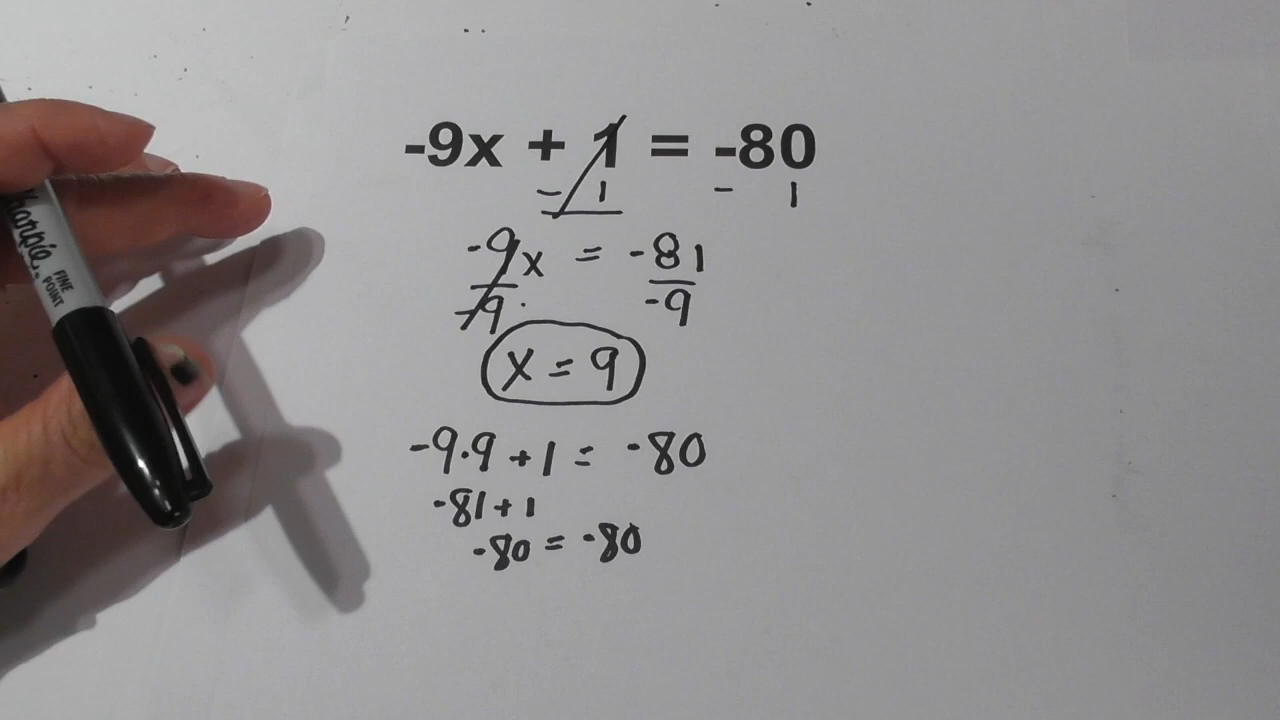 -9x + 1 = -80
- 1 - 1
-9x = -81
-9 -9
x = 9
-9·9 + 1 = -80
-81 + 1
-80 = -80
Sharpie.
FINE
POINT